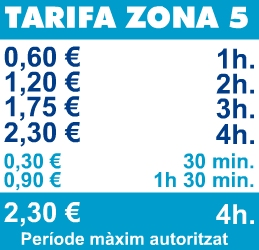 TARIFA ZONA 5
0,60 € 1h.
1,20 € 2h.
1,75 € 3h.
2,30 € 4h.
0,30 € 30 min.
0,90 € 1h 30 min.
2,30 € 4h.
Període màxim autoritzat